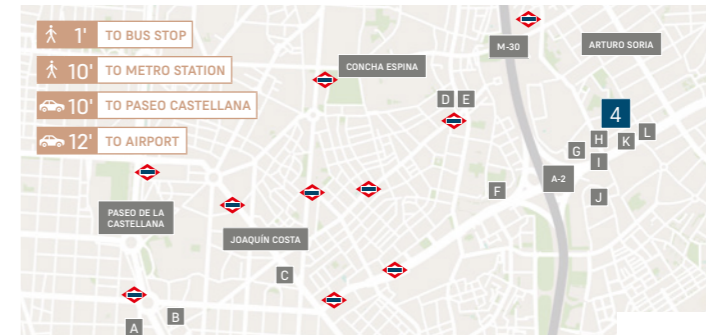 1' TO BUS STOP
10' TO METRO STATION
10' TO PASEO CASTELLANA
12' TO AIRPORT
M-30
ARTURO SORIA
CONCHA ESPINA
D E
4
H K L
G
I
A-2
F
J
PASEO DE LA
CASTELLANA
JOAQUÍN COSTA
C
B
A